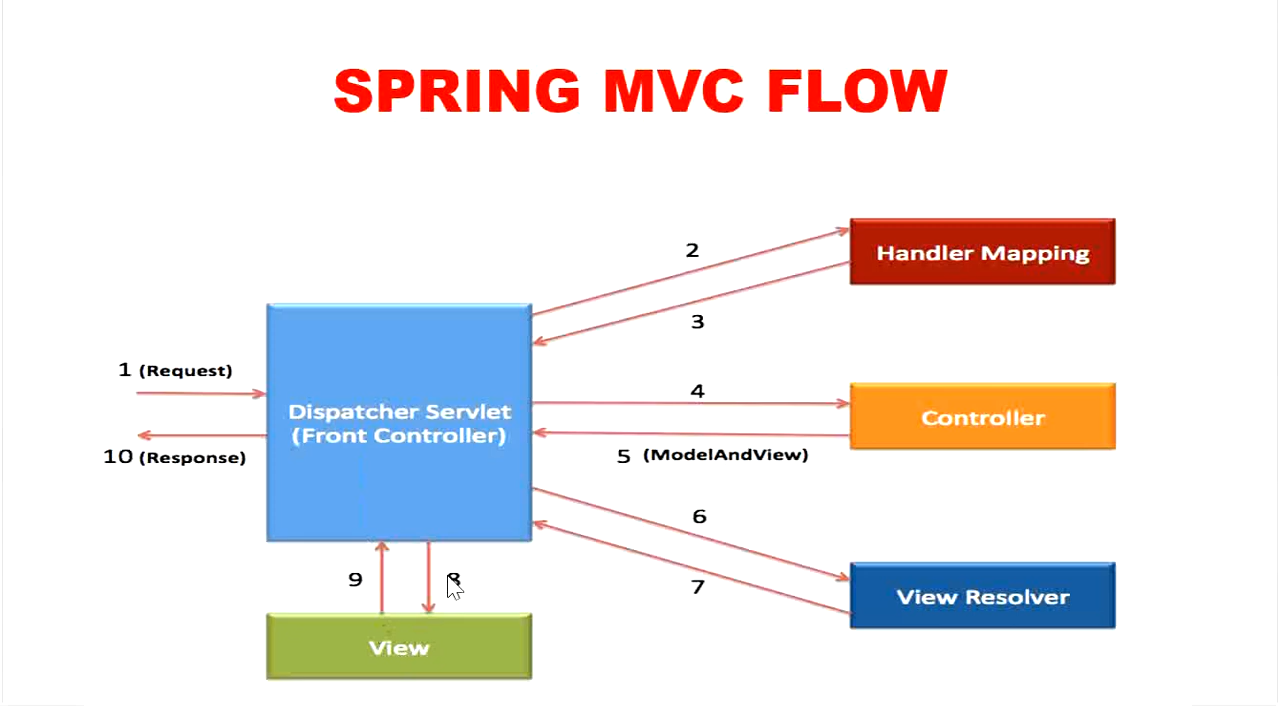 SPRING MVC FLOW
2
Handler Mapping
3
1 (Request)
4
Dispatcher Servlet
(Front Controller)
Controller
10 (Response)
5 (ModelAndView)
6
9
8
7
View Resolver
View